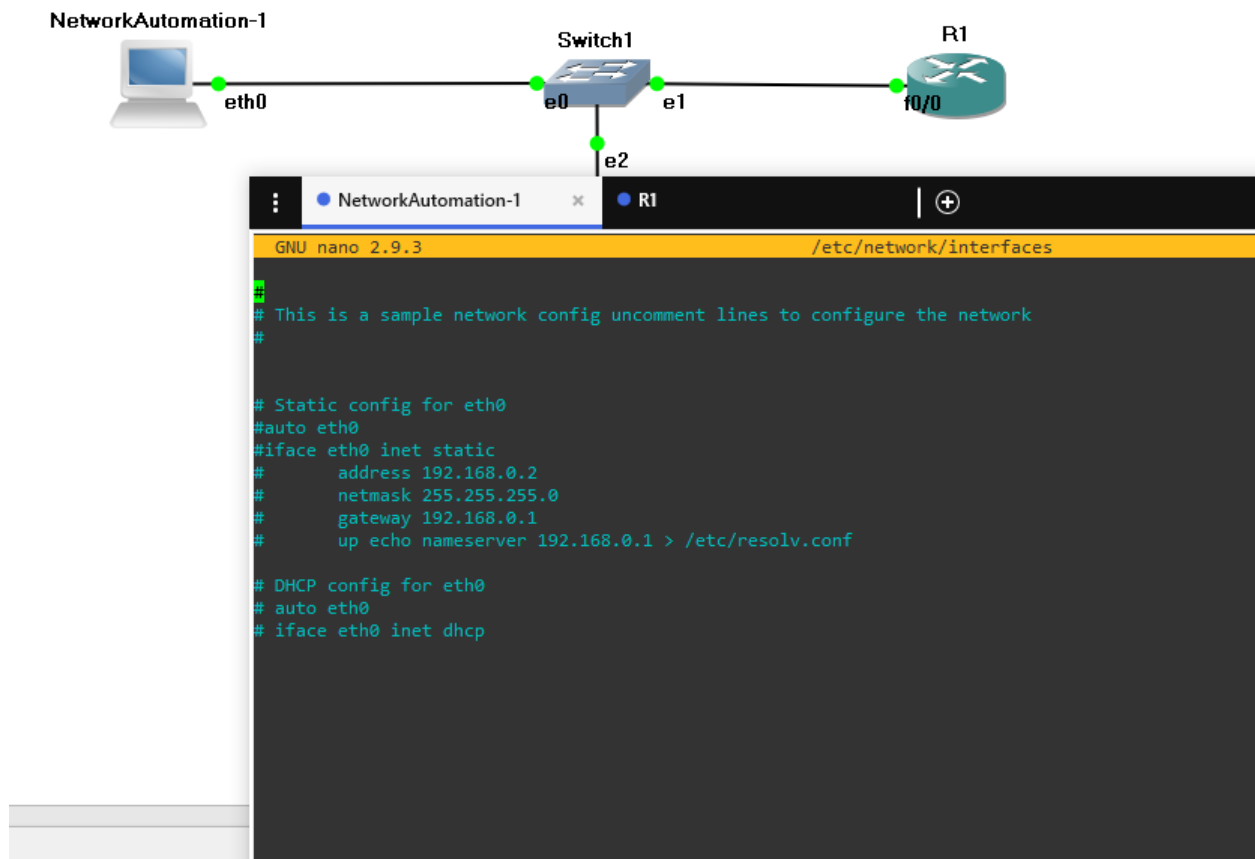 NetworkAutomation-1
Switch1
R1
eth0
e0
e1
f0/0
e2
NetworkAutomation-1 × R1
GNU nano 2.9.3 /etc/network/interfaces
#
# This is a sample network config uncomment lines to configure the network
#
# Static config for eth0
#auto eth0
#iface eth0 inet static
# address 192.168.0.2
# netmask 255.255.255.0
# gateway 192.168.0.1
# up echo nameserver 192.168.0.1 > /etc/resolv.conf
# DHCP config for eth0
# auto eth0
# iface eth0 inet dhcp